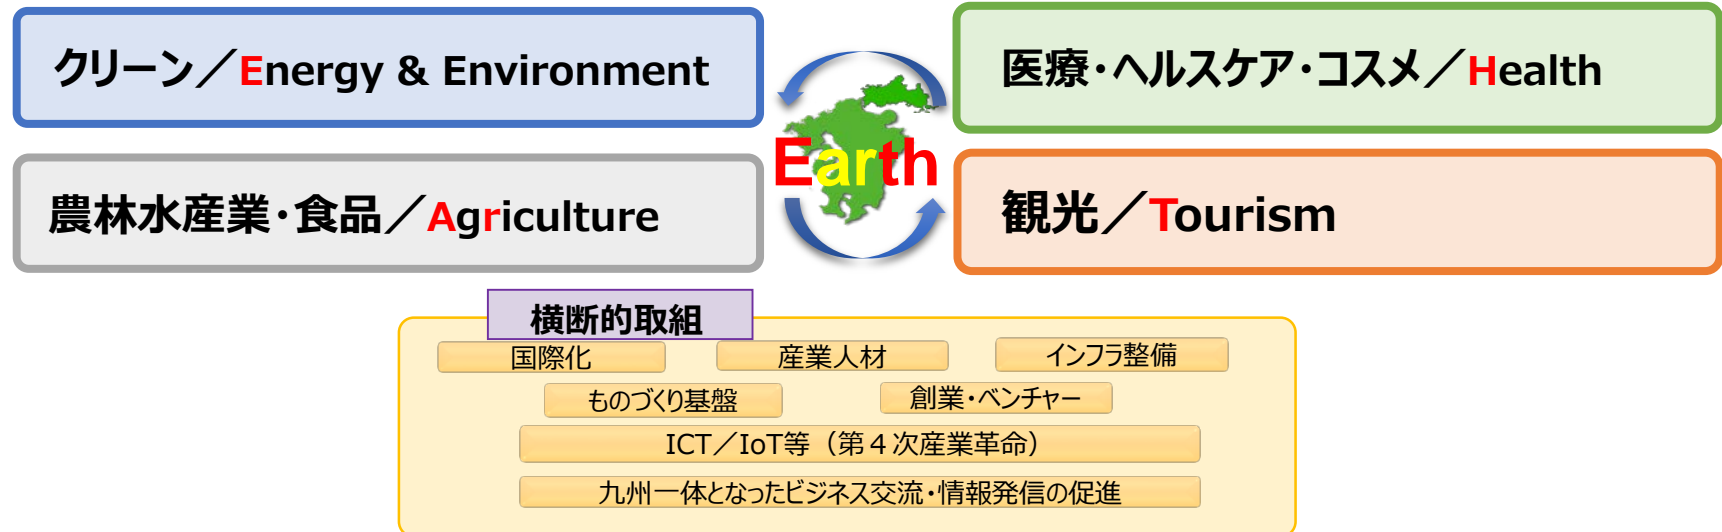 クリーン／Energy & Environment
医療・ヘルスケア・コスメ／Health
Earth
農林水産業・食品／Agriculture
観光／Tourism
横断的取組
国際化
産業人材
インフラ整備
ものづくり基盤
創業・ベンチャー
ICT／IoT等（第４次産業革命）
九州一体となったビジネス交流・情報発信の促進